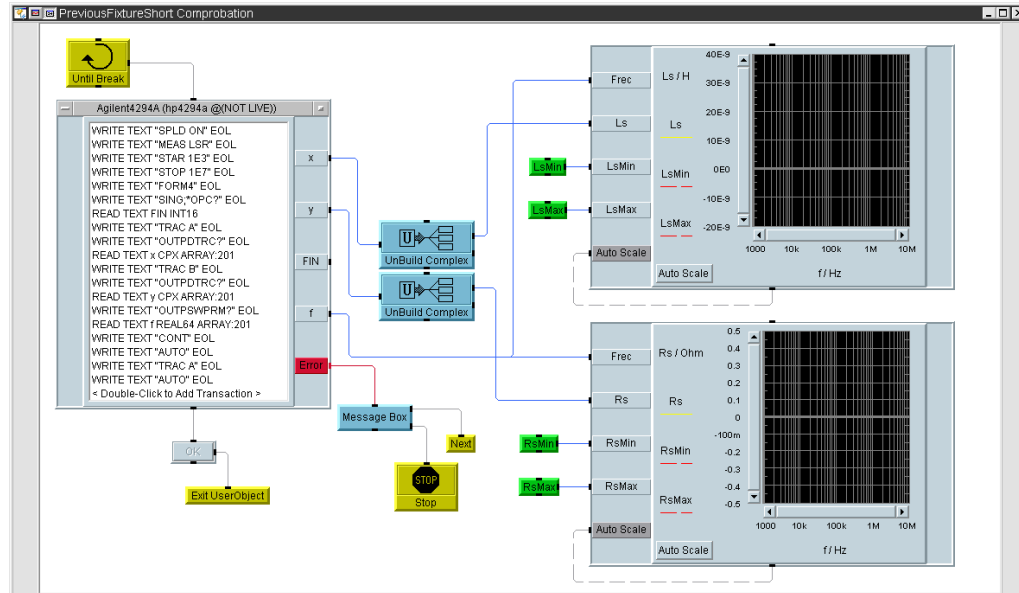 PreviousFixtureShort Comprobation
Until Break
Agilent4294A (hp4294a @(NOT LIVE))
WRITE TEXT "SPLD ON" EOL
WRITE TEXT "MEAS LSR" EOL
WRITE TEXT "STAR 1E3" EOL
WRITE TEXT "STOP 1E7" EOL
WRITE TEXT "FORM4" EOL
WRITE TEXT "SING;*OPC?" EOL
READ TEXT FIN INT16
WRITE TEXT "TRAC A" EOL
WRITE TEXT "OUTPDTRC?" EOL
READ TEXT x CPX ARRAY:201
WRITE TEXT "TRAC B" EOL
WRITE TEXT "OUTPDTRC?" EOL
READ TEXT y CPX ARRAY:201
WRITE TEXT "OUTPSWPRM?" EOL
READ TEXT f REAL64 ARRAY:201
WRITE TEXT "CONT" EOL
WRITE TEXT "AUTO" EOL
WRITE TEXT "TRAC A" EOL
WRITE TEXT "AUTO" EOL
< Double-Click to Add Transaction >
x
y
FIN
f
Error
OK
Exit UserObject
Message Box
Next
STOP
Stop
UnBuild Complex
UnBuild Complex
LsMin
LsMax
RsMin
RsMax
Frec
Ls
LsMin
LsMax
Auto Scale
Ls / H
Ls
LsMin
LsMax
Auto Scale
40E-9
30E-9
20E-9
10E-9
0E0
-10E-9
-20E-9
1000 10k 100k 1M 10M
f / Hz
Frec
Rs
RsMin
RsMax
Auto Scale
Rs / Ohm
Rs
RsMin
RsMax
Auto Scale
0.5
0.4
0.3
0.2
0.1
0
-100m
-0.2
-0.3
-0.4
-0.5
1000 10k 100k 1M 10M
f / Hz